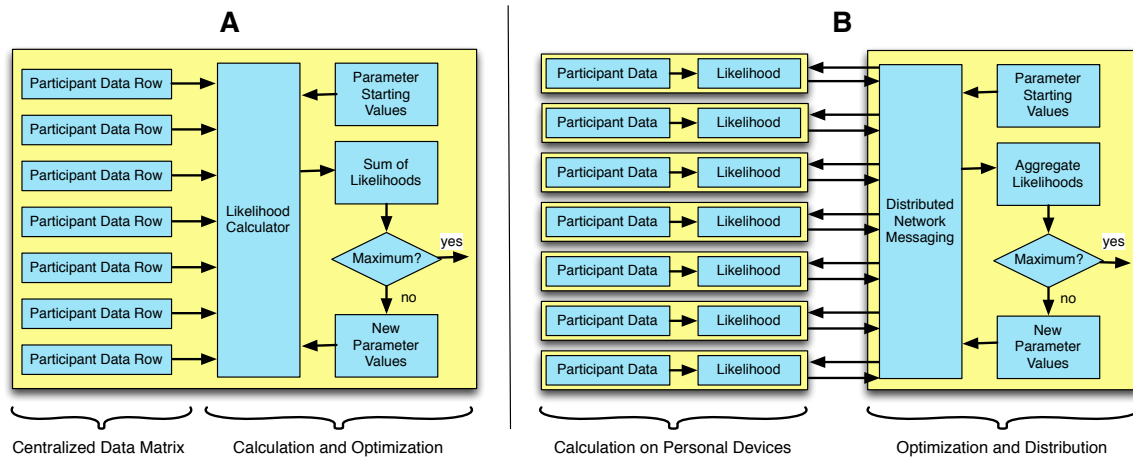 A
Participant Data Row
Participant Data Row
Participant Data Row
Participant Data Row
Participant Data Row
Participant Data Row
Participant Data Row
Likelihood
Calculator
Parameter
Starting
Values
Sum of
Likelihoods
Maximum?
yes
no
New
Parameter
Values
Centralized Data Matrix
Calculation and Optimization
B
Participant Data
Likelihood
Participant Data
Likelihood
Participant Data
Likelihood
Participant Data
Likelihood
Participant Data
Likelihood
Participant Data
Likelihood
Participant Data
Likelihood
Distributed
Network
Messaging
Parameter
Starting
Values
Aggregate
Likelihoods
Maximum?
yes
no
New
Parameter
Values
Calculation on Personal Devices
Optimization and Distribution